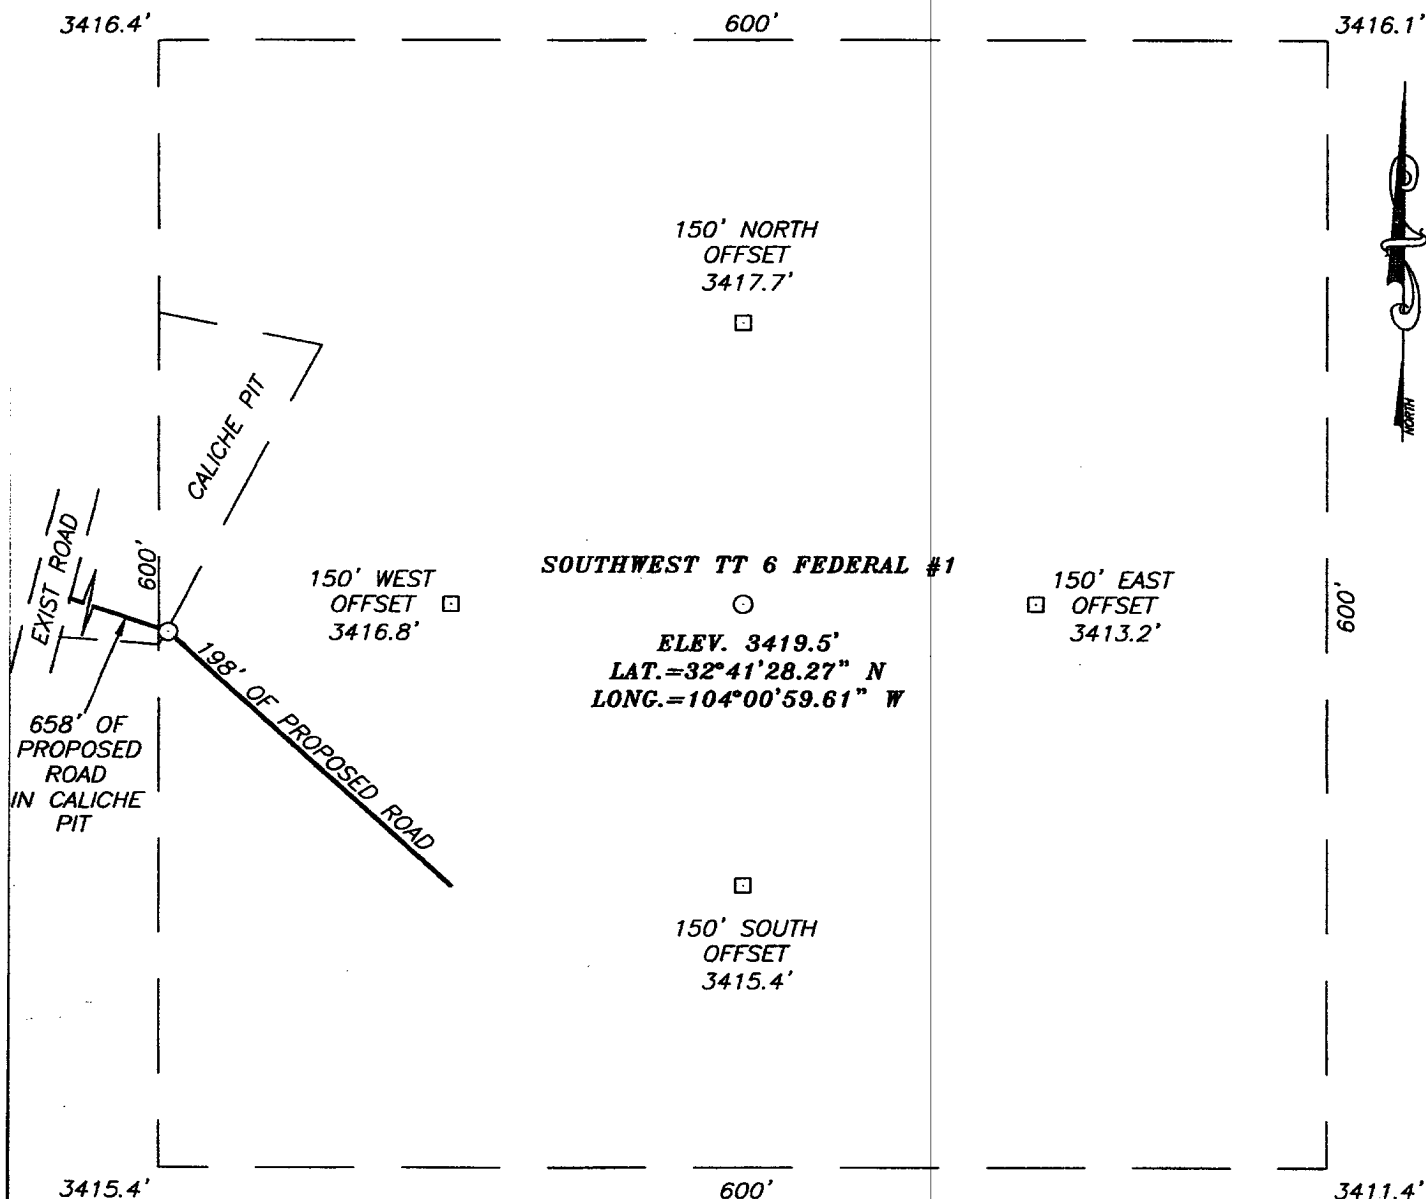 3416.4'
600'
3416.1'
150' NORTH
OFFSET
3417.7'
NORTH
CALICHE PIT
EXIST ROAD
600'
150' WEST
OFFSET
3416.8'
SOUTHWEST TT 6 FEDERAL #1
ELEV. 3419.5'
LAT.=32°41'28.27" N
LONG.=104°00'59.61" W
150' EAST
OFFSET
3413.2'
600'
198' OF PROPOSED ROAD
658' OF
PROPOSED
ROAD
IN CALICHE
PIT
150' SOUTH
OFFSET
3415.4'
3415.4'
600'
3411.4'